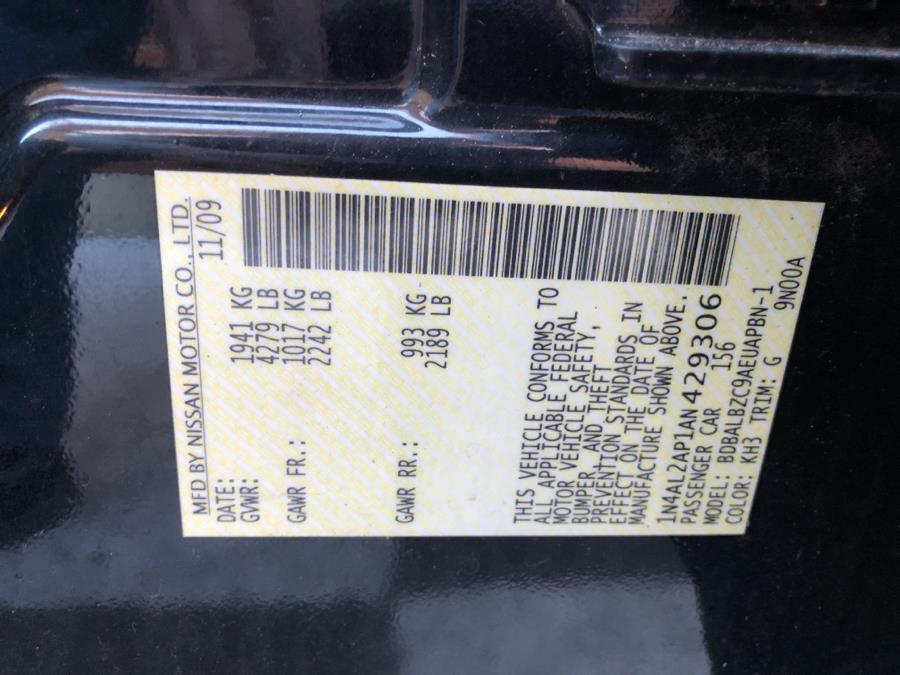 MFD BY NISSAN MOTOR CO., LTD.
DATE: 11/09
GVWR: 1941 KG
4279 LB
GAWR FR.: 1017 KG
2242 LB
GAWR RR.: 993 KG
2189 LB
THIS VEHICLE CONFORMS TO
ALL APPLICABLE FEDERAL
MOTOR VEHICLE SAFETY,
BUMPER, AND THEFT
PREVENTION STANDARDS IN
EFFECT ON THE DATE OF
MANUFACTURE SHOWN ABOVE.
1N4AL2AP1AN429306
PASSENGER CAR 156
MODEL: BDBALBZC9AEUAPBN-1
COLOR: KH3 TRIM: G 9N00A